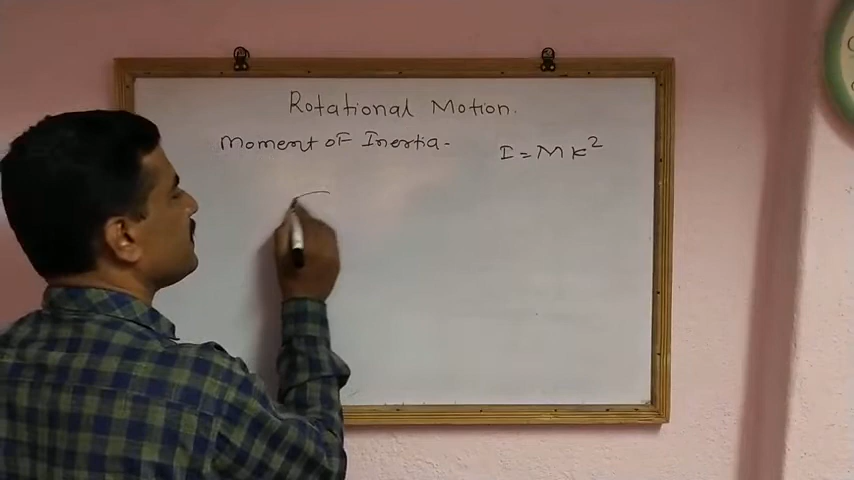 Rotational Motion.
Moment of Inertia- I = MK²